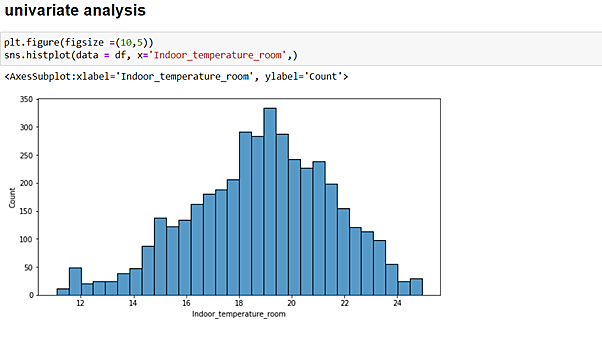 univariate analysis
plt.figure(figsize =(10,5))
sns.histplot(data = df, x='Indoor_temperature_room',)
<AxesSubplot:xlabel='Indoor_temperature_room', ylabel='Count'>
350
300
250
200
150
100
50
0
Count
12 14 16 18 20 22 24
Indoor_temperature_room